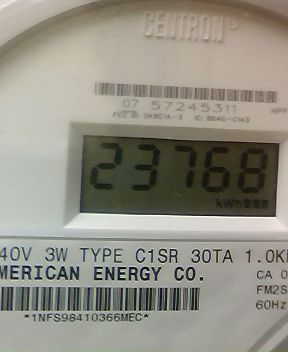 CENTRON®
07 57245311
23768
kWh
40V 3W TYPE C1SR 30TA 1.0K
MERICAN ENERGY CO.
CA 0
FM2S
60Hz
*1NFS98410366MEC*